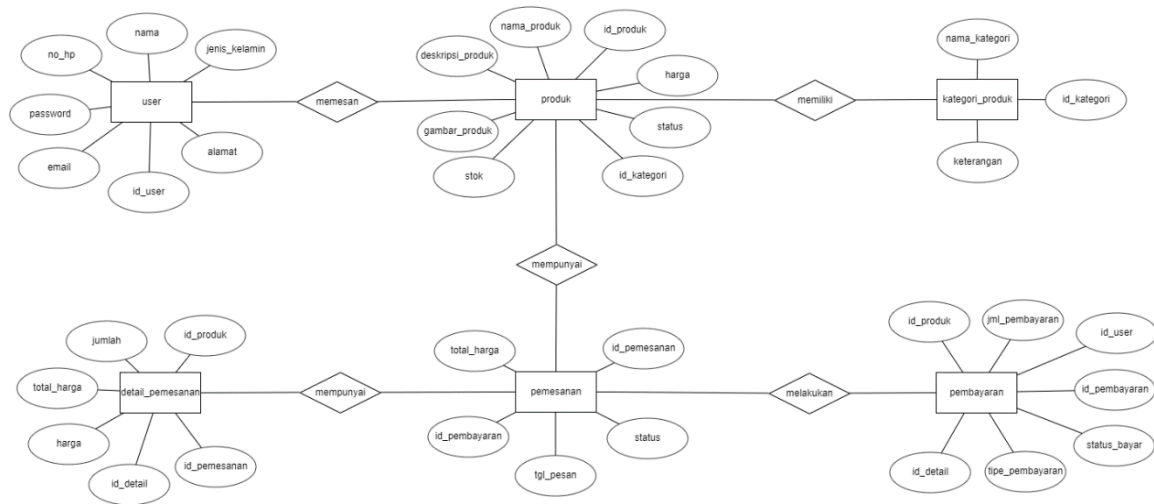 nama
no_hp
jenis_kelamin
user
password
email
alamat
id_user
memesan
nama_produk
id_produk
deskripsi_produk
harga
produk
gambar_produk
status
stok
id_kategori
memiliki
nama_kategori
kategori_produk
id_kategori
keterangan
mempunyai
jumlah
id_produk
total_harga
detail_pemesanan
harga
id_pemesanan
id_detail
mempunyai
total_harga
id_pemesanan
pemesanan
id_pembayaran
status
tgl_pesan
melakukan
id_produk
jml_pembayaran
id_user
pembayaran
id_pembayaran
status_bayar
id_detail
tipe_pembayaran